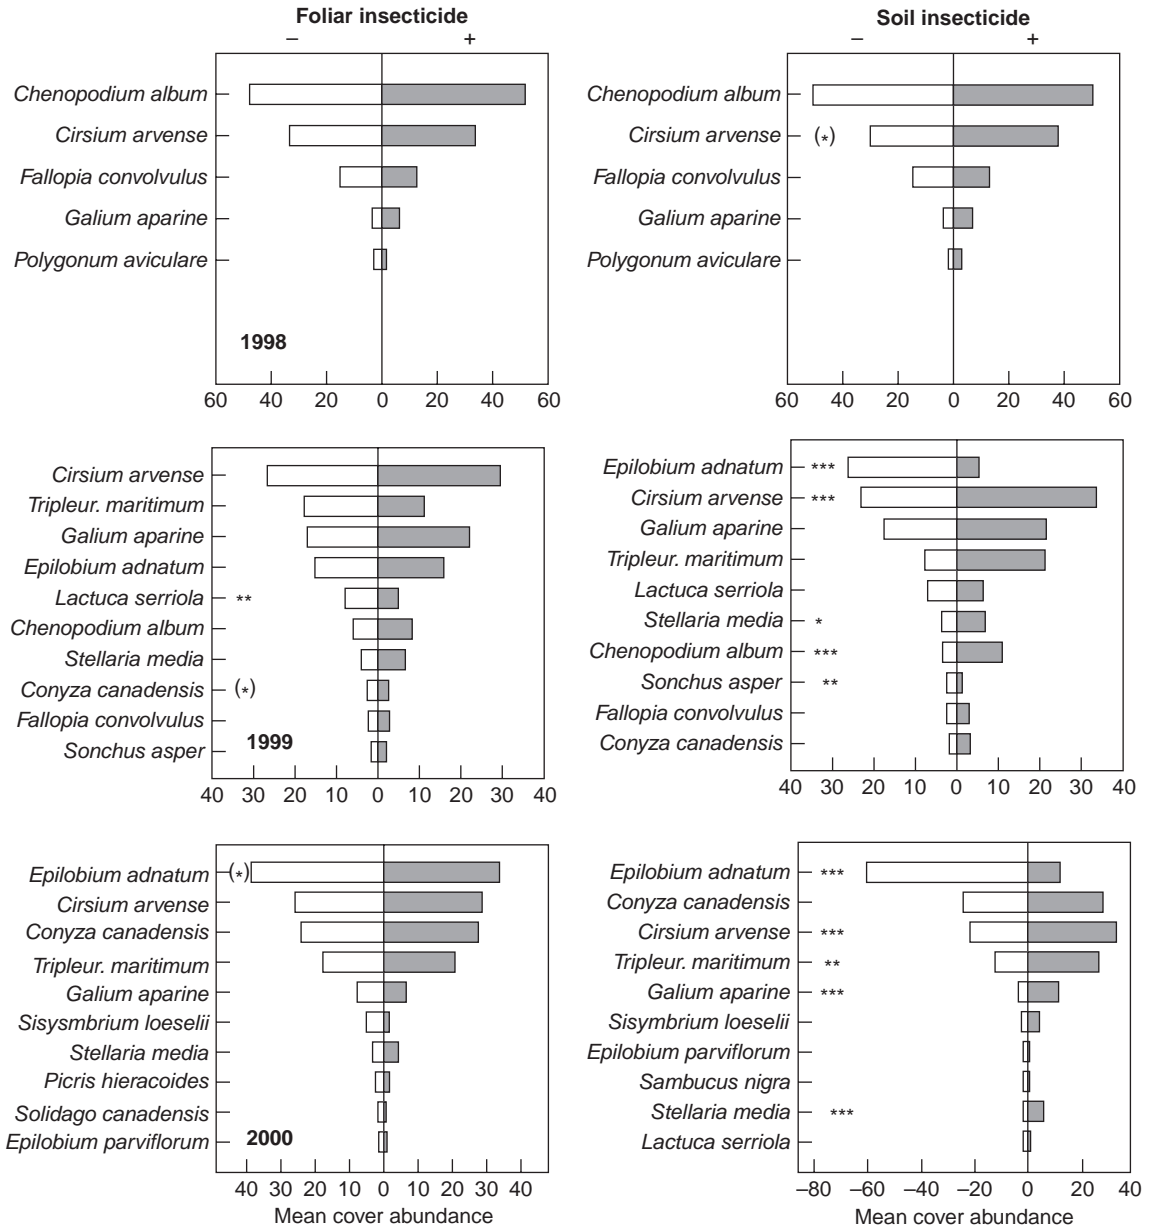 Foliar insecticide
– +
Chenopodium album
Cirsium arvense
Fallopia convolvulus
Galium aparine
Polygonum aviculare
1998
60 40 20 0 20 40 60
Soil insecticide
– +
Chenopodium album
Cirsium arvense (*)
Fallopia convolvulus
Galium aparine
Polygonum aviculare
60 40 20 0 20 40 60
Cirsium arvense
Tripleur. maritimum
Galium aparine
Epilobium adnatum
Lactuca serriola **
Chenopodium album
Stellaria media
Conyza canadensis (*)
Fallopia convolvulus
Sonchus asper
1999
40 30 20 10 0 10 20 30 40
Epilobium adnatum ***
Cirsium arvense ***
Galium aparine
Tripleur. maritimum
Lactuca serriola
Stellaria media *
Chenopodium album ***
Sonchus asper **
Fallopia convolvulus
Conyza canadensis
40 30 20 10 0 10 20 30 40
Epilobium adnatum (*)
Cirsium arvense
Conyza canadensis
Tripleur. maritimum
Galium aparine
Sisysmbrium loeselii
Stellaria media
Picris hieracoides
Solidago canadensis
Epilobium parviflorum
2000
40 30 20 10 0 10 20 30 40
Mean cover abundance
Epilobium adnatum ***
Conyza canadensis
Cirsium arvense ***
Tripleur. maritimum **
Galium aparine ***
Sisymbrium loeselii
Epilobium parviflorum
Sambucus nigra
Stellaria media ***
Lactuca serriola
–80 –60 –40 –20 0 20 40
Mean cover abundance